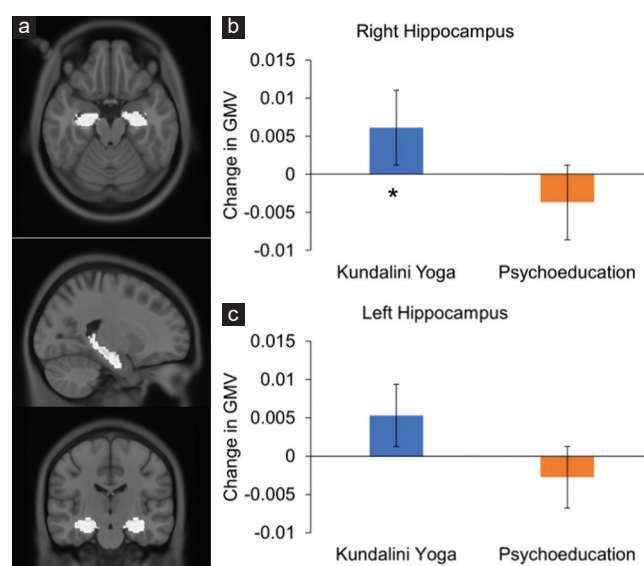 a
b
Right Hippocampus
Change in GMV
0.015
0.01
0.005
0
-0.005
-0.01
*
Kundalini Yoga
Psychoeducation
c
Left Hippocampus
Change in GMV
0.015
0.01
0.005
0
-0.005
-0.01
Kundalini Yoga
Psychoeducation